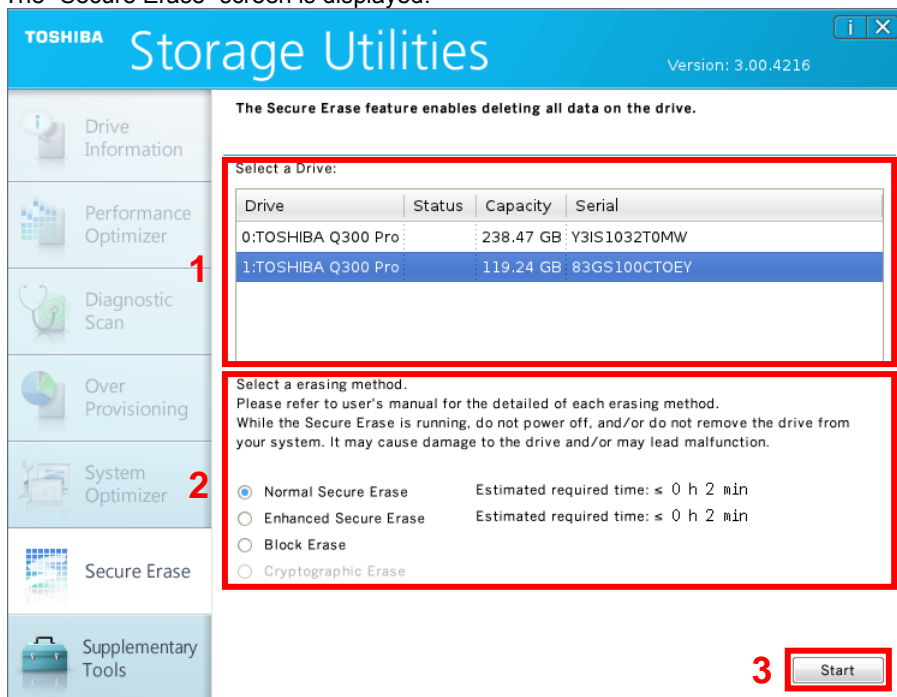 The "Secure Erase" screen is displayed.
TOSHIBA Storage Utilities
i X
Version: 3.00.4216
Drive
Information
Performance
Optimizer
Diagnostic
Scan
Over
Provisioning
System
Optimizer
Secure Erase
Supplementary
Tools
The Secure Erase feature enables deleting all data on the drive.
1
Select a Drive:
Drive Status Capacity Serial
0:TOSHIBA Q300 Pro 238.47 GB Y3IS1032T0MW
1:TOSHIBA Q300 Pro 119.24 GB 83GS100CTOEY
2
Select a erasing method.
Please refer to user's manual for the detailed of each erasing method.
While the Secure Erase is running, do not power off, and/or do not remove the drive from
your system. It may cause damage to the drive and/or may lead malfunction.
Normal Secure Erase Estimated required time: ≤ 0 h 2 min
Enhanced Secure Erase Estimated required time: ≤ 0 h 2 min
Block Erase
Cryptographic Erase
3 Start